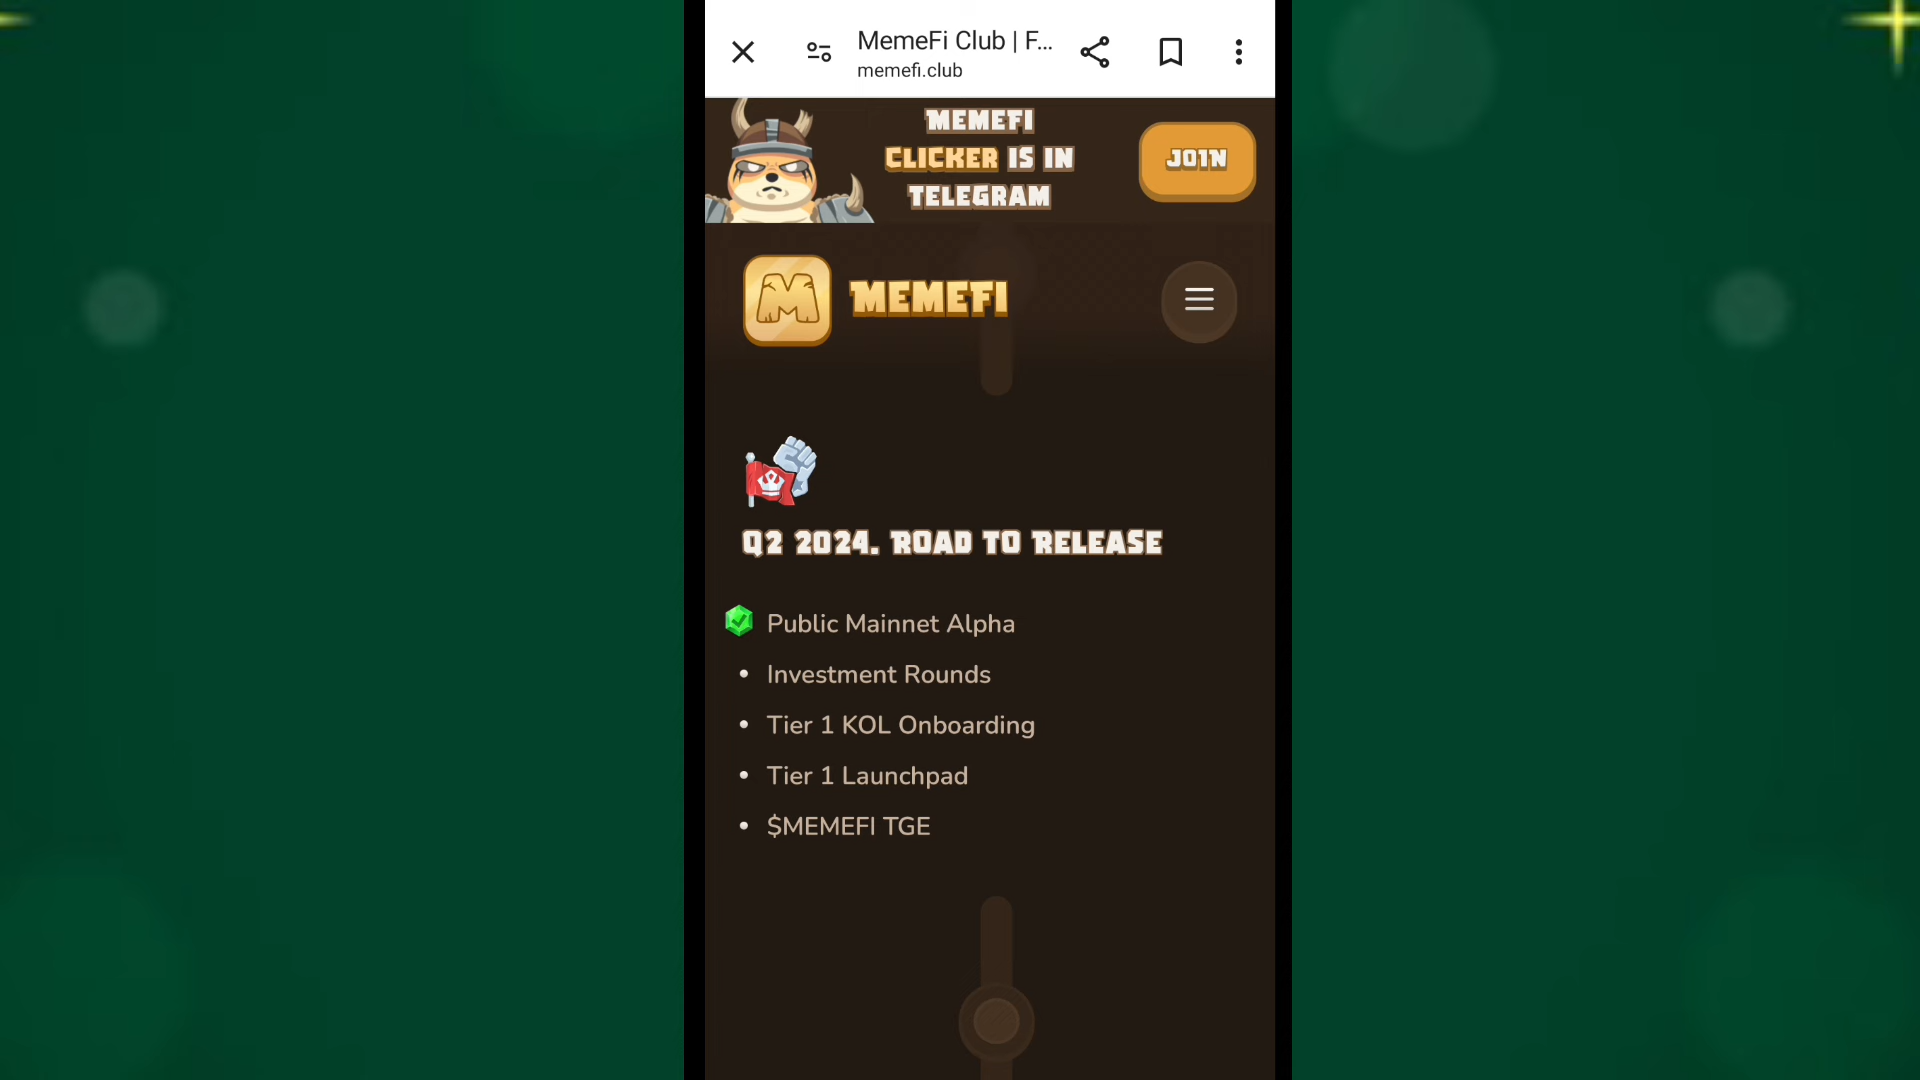 MemeFi Club | F...
memefi.club
MEMEFI
CLICKER IS IN
TELEGRAM
JOIN
M MEMEFI
Q2 2024. ROAD TO RELEASE
Public Mainnet Alpha
• Investment Rounds
• Tier 1 KOL Onboarding
• Tier 1 Launchpad
• $MEMEFI TGE